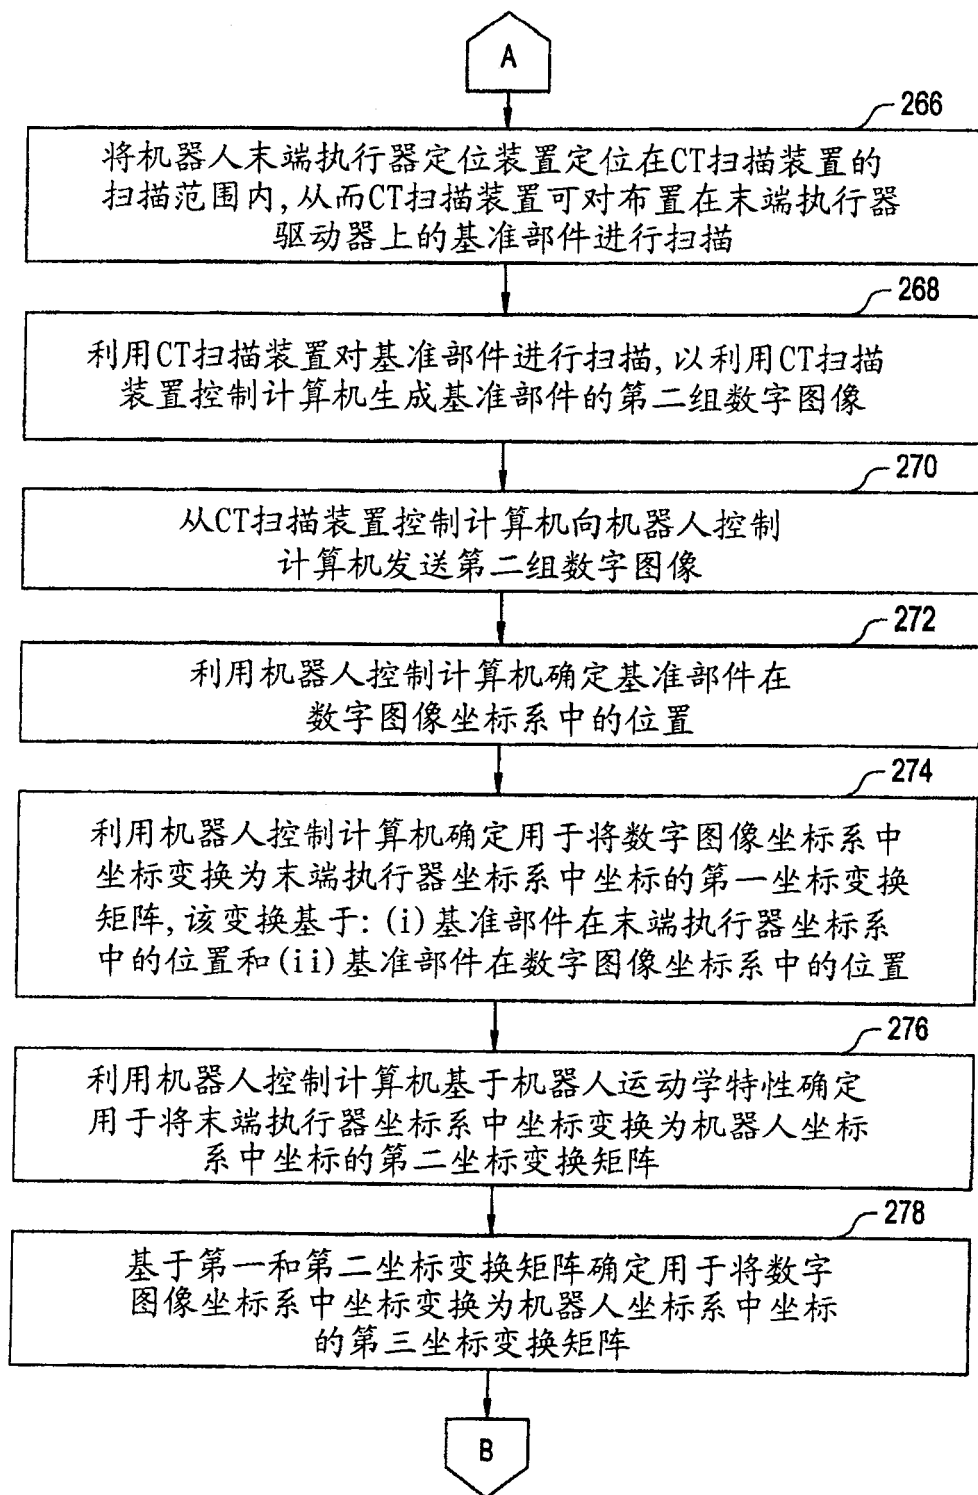 A
266
将机器人末端执行器定位装置定位在CT扫描装置的
扫描范围内,从而CT扫描装置可对布置在末端执行器
驱动器上的基准部件进行扫描
268
利用CT扫描装置对基准部件进行扫描,以利用CT扫描
装置控制计算机生成基准部件的第二组数字图像
270
从CT扫描装置控制计算机向机器人控制
计算机发送第二组数字图像
272
利用机器人控制计算机确定基准部件在
数字图像坐标系中的位置
274
利用机器人控制计算机确定用于将数字图像坐标系中
坐标变换为末端执行器坐标系中坐标的第一坐标变换
矩阵,该变换基于:(i)基准部件在末端执行器坐标系
中的位置和(ii)基准部件在数字图像坐标系中的位置
276
利用机器人控制计算机基于机器人运动学特性确定
用于将末端执行器坐标系中坐标变换为机器人坐标
系中坐标的第二坐标变换矩阵
278
基于第一和第二坐标变换矩阵确定用于将数字
图像坐标系中坐标变换为机器人坐标系中坐标
的第三坐标变换矩阵
B